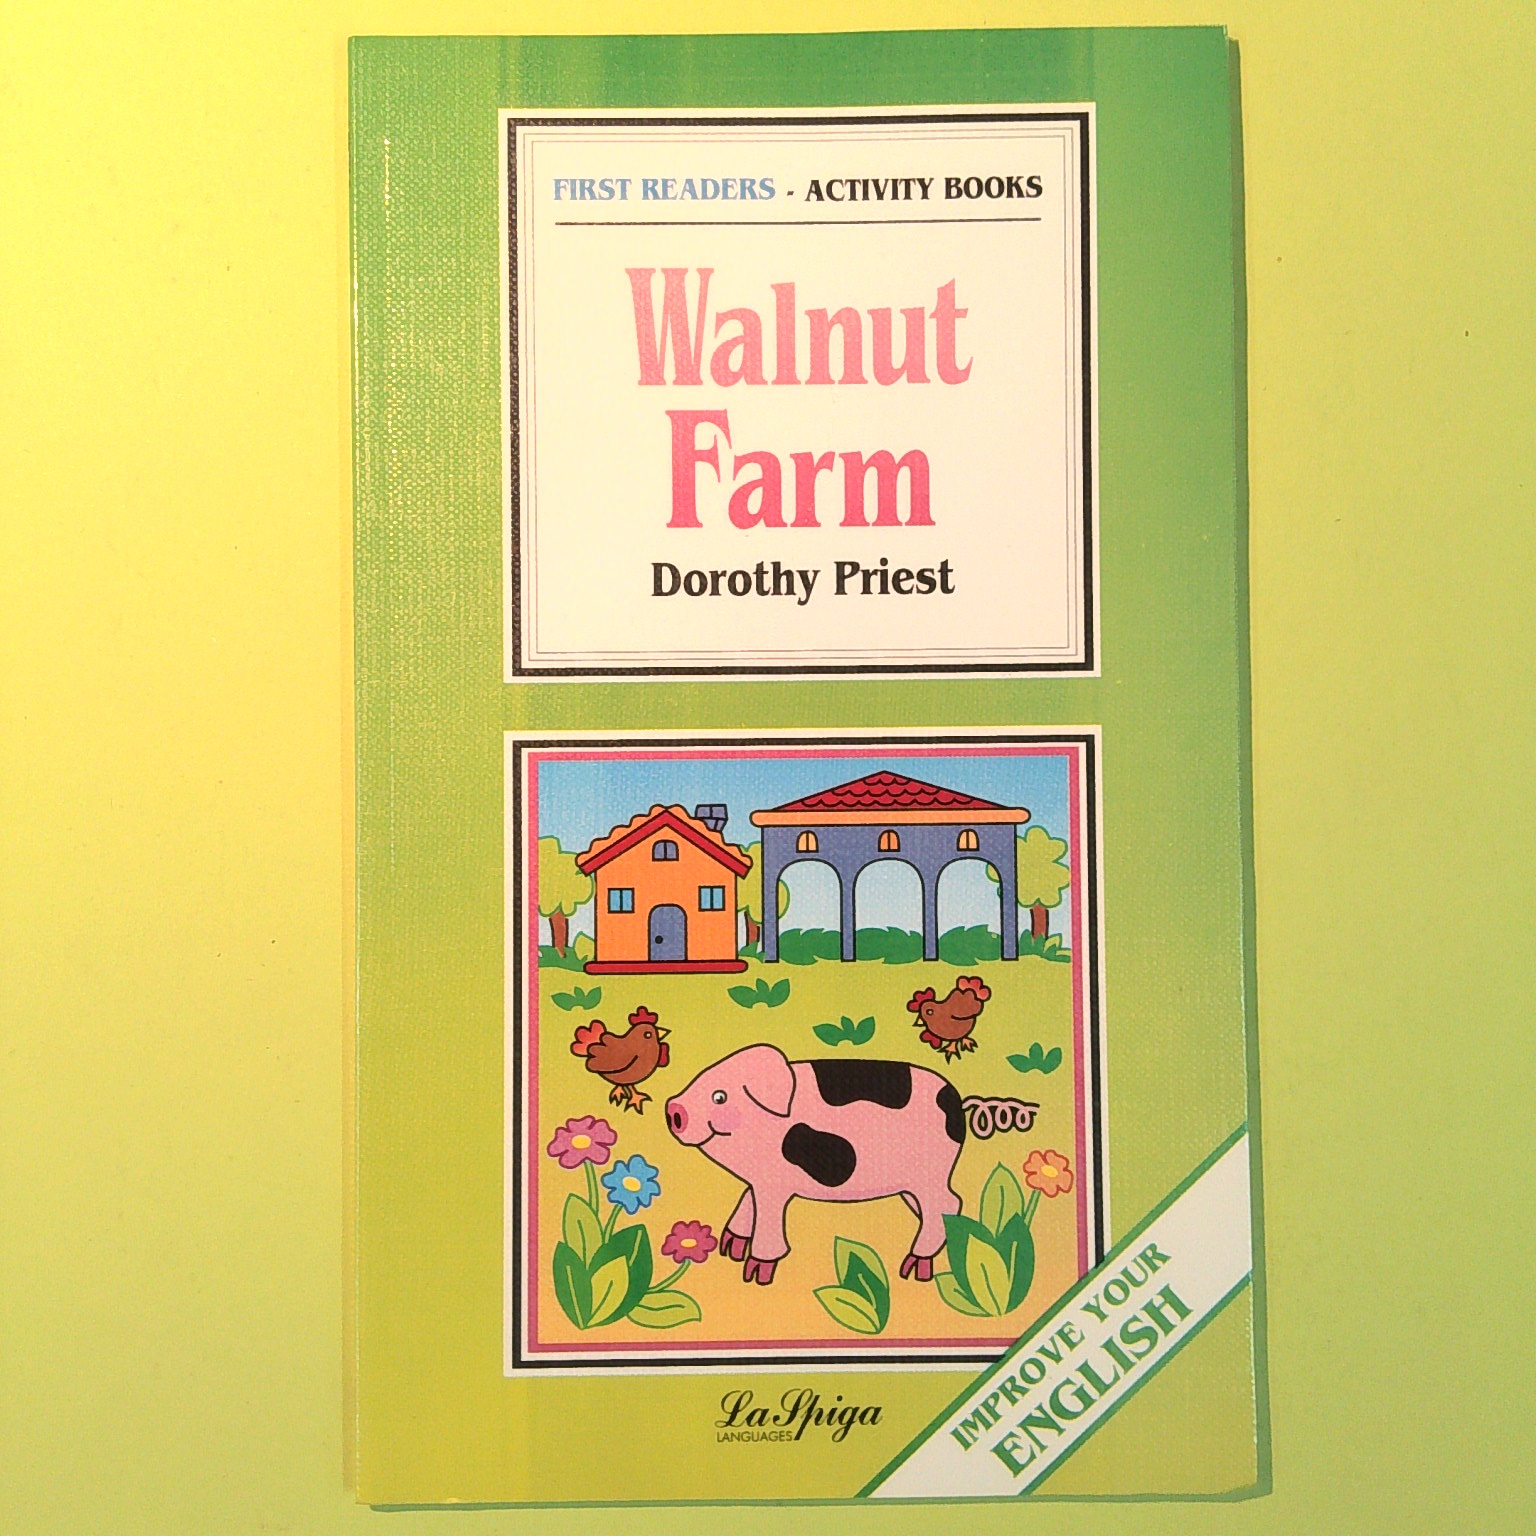 FIRST READERS - ACTIVITY BOOKS
Walnut
Farm
Dorothy Priest
IMPROVE YOUR
ENGLISH
La Spiga
LANGUAGES